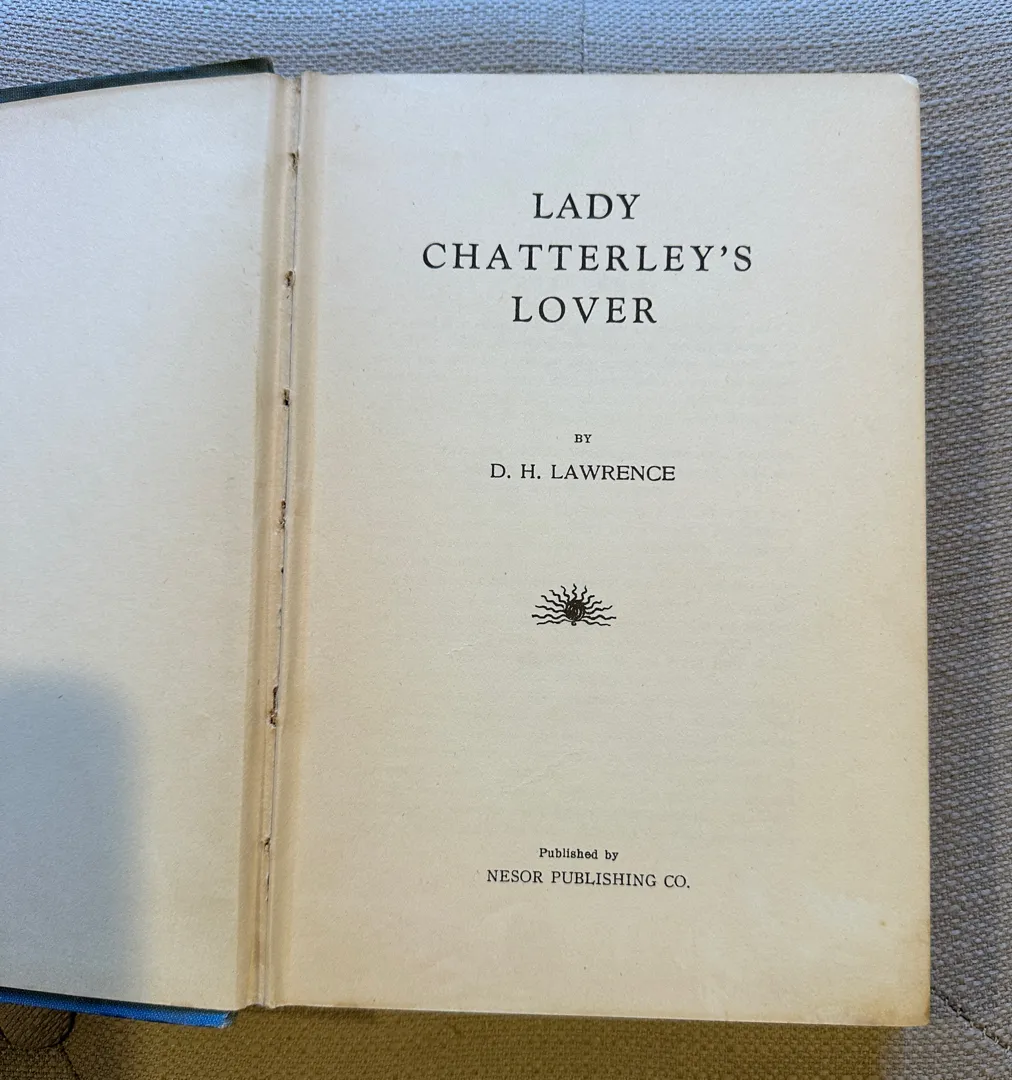 LADY
CHATTERLEY'S
LOVER
BY
D. H. LAWRENCE
Published by
NESOR PUBLISHING CO.